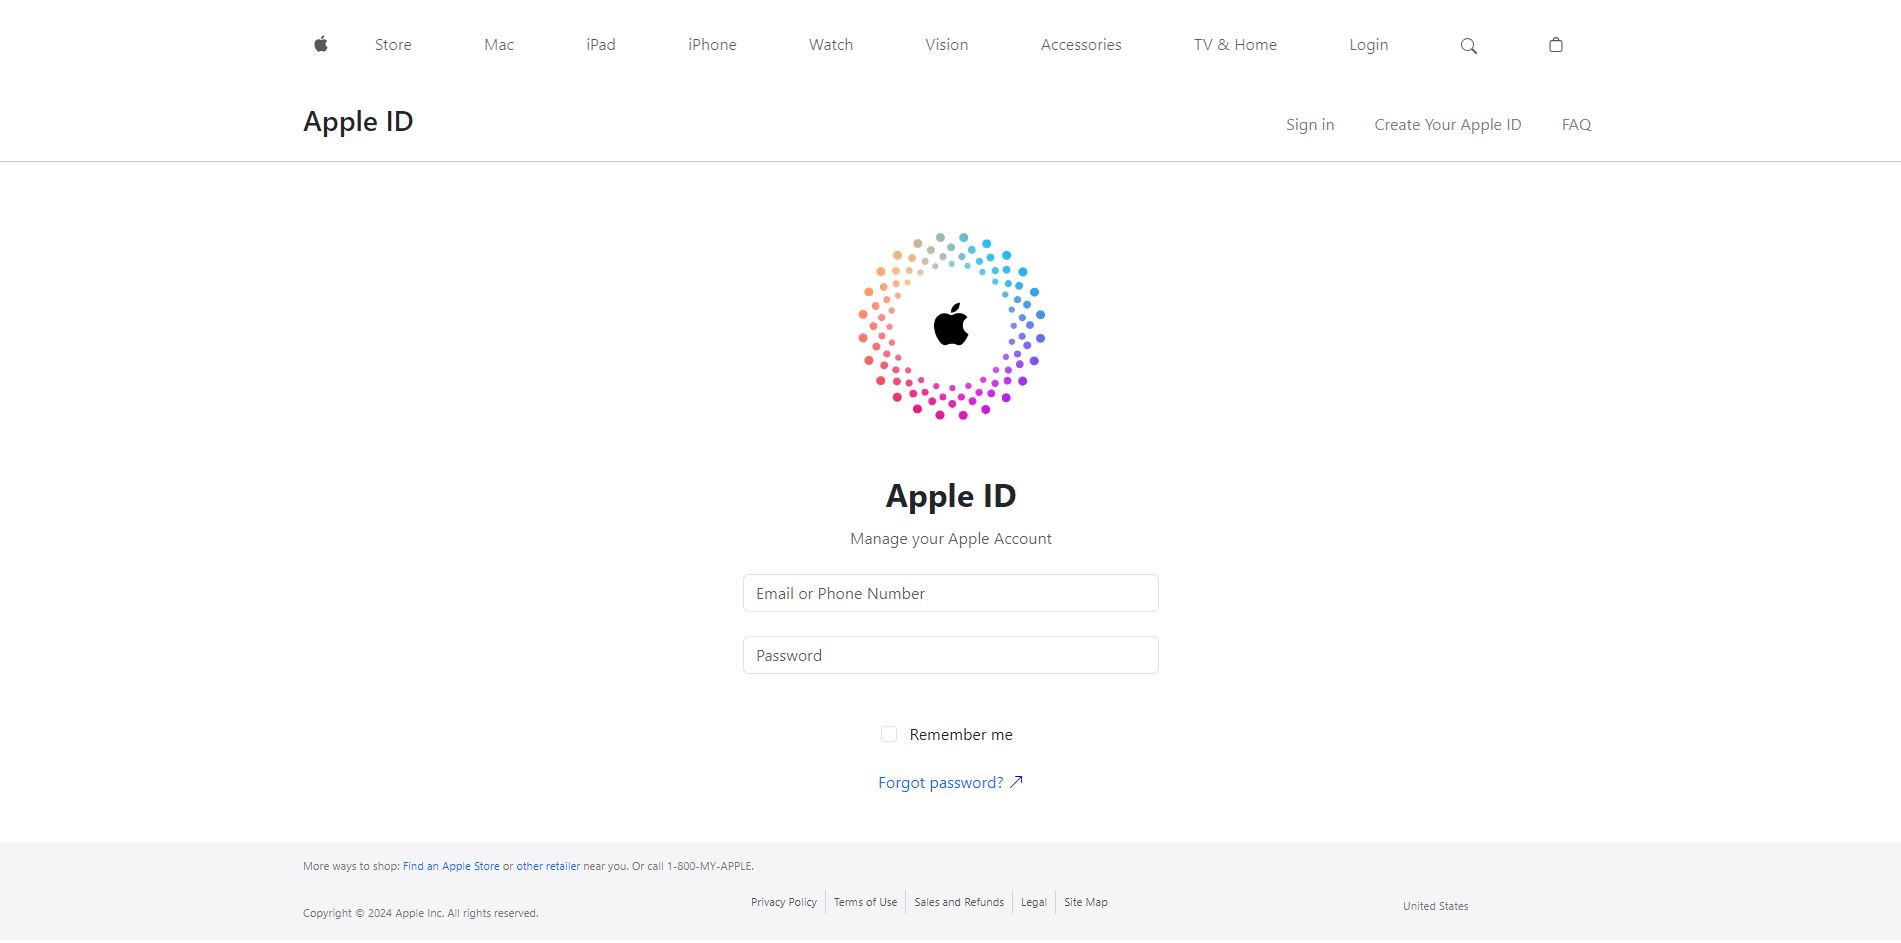 Store Mac iPad iPhone Watch Vision Accessories TV & Home Login
Apple ID
Sign in Create Your Apple ID FAQ
Apple ID
Manage your Apple Account
Email or Phone Number
Password
Remember me
Forgot password?
More ways to shop: Find an Apple Store or other retailer near you. Or call 1-800-MY-APPLE.
Copyright © 2024 Apple Inc. All rights reserved.
Privacy Policy Terms of Use Sales and Refunds Legal Site Map
United States